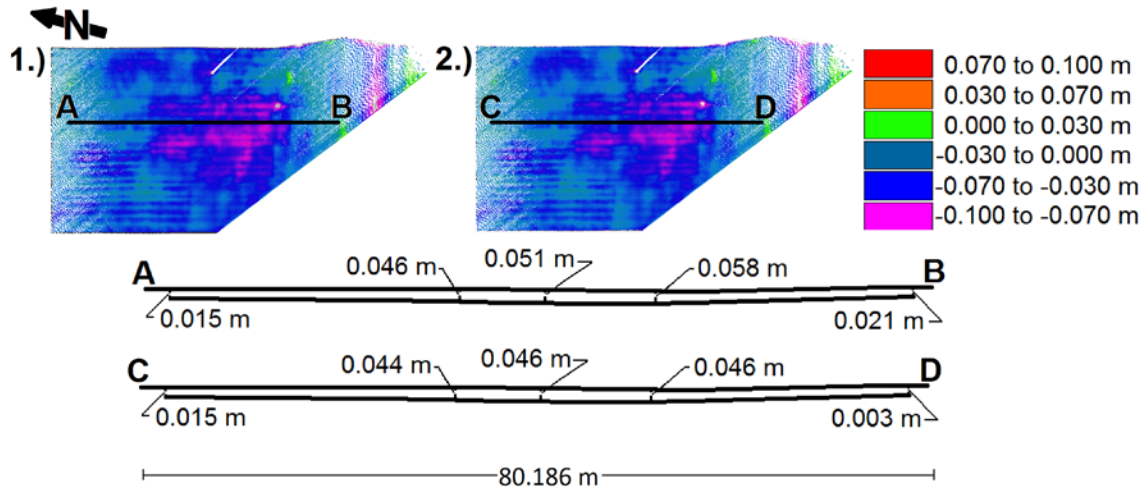 N
1.)
2.)
A
B
C
D
0.070 to 0.100 m
0.030 to 0.070 m
0.000 to 0.030 m
-0.030 to 0.000 m
-0.070 to -0.030 m
-0.100 to -0.070 m
A
0.046 m
0.051 m
0.058 m
B
0.015 m
0.021 m
C
0.044 m
0.046 m
0.046 m
D
0.015 m
0.003 m
80.186 m